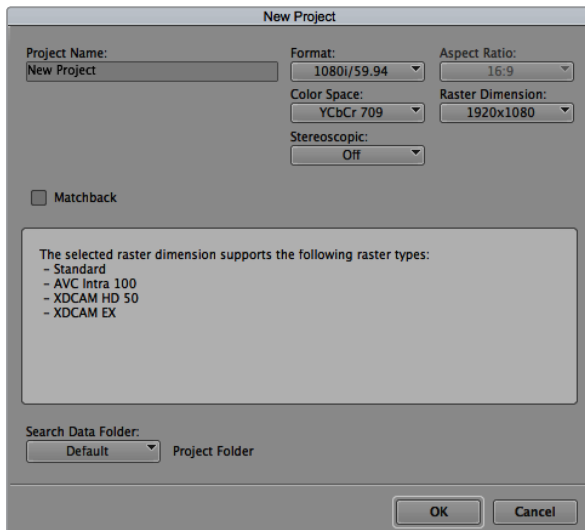 New Project
Project Name:
New Project
Format:
1080i/59.94
Aspect Ratio:
16:9
Color Space:
YCbCr 709
Raster Dimension:
1920x1080
Stereoscopic:
Off
Matchback
The selected raster dimension supports the following raster types:
- Standard
- AVC Intra 100
- XDCAM HD 50
- XDCAM EX
Search Data Folder:
Default
Project Folder
OK
Cancel